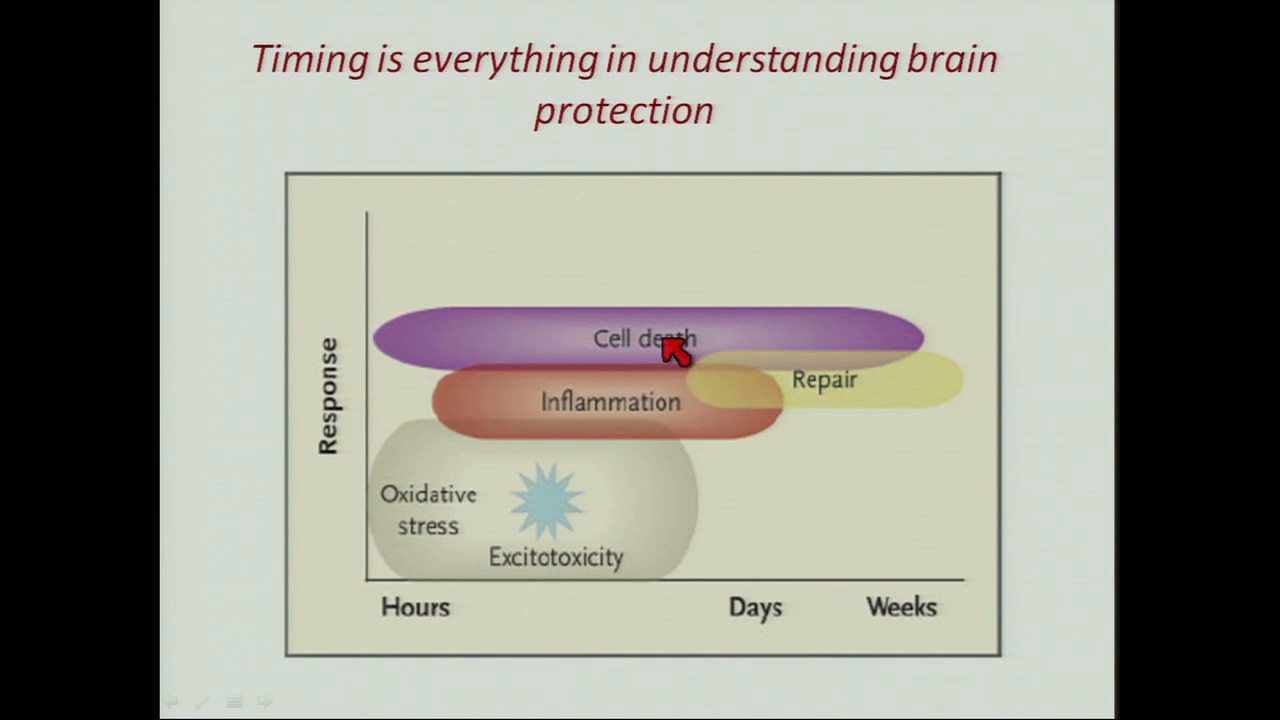 Timing is everything in understanding brain
protection
Response
Cell death
Repair
Inflammation
Oxidative
stress
Excitotoxicity
Hours
Days
Weeks